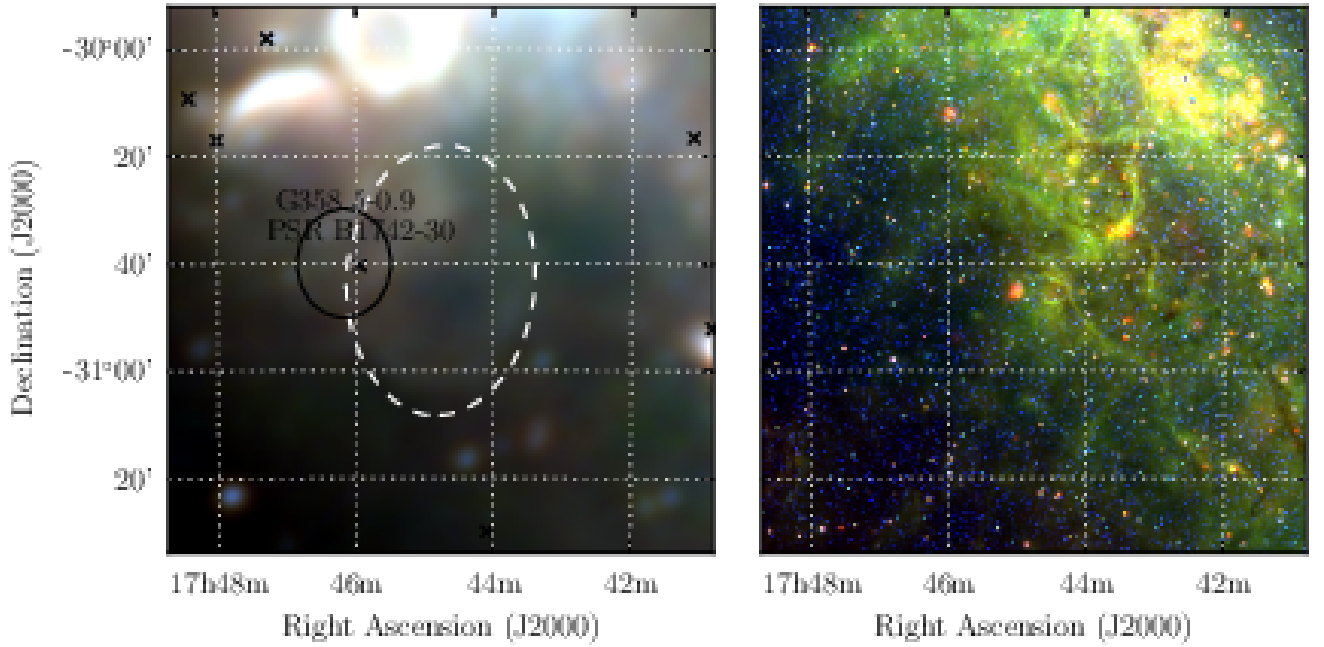 -30°00'
20'
G358.5-0.9
PSR B1742-30
40'
-31°00'
20'
Declination (J2000)
17h48m 46m 44m 42m
Right Ascension (J2000)
17h48m 46m 44m 42m
Right Ascension (J2000)